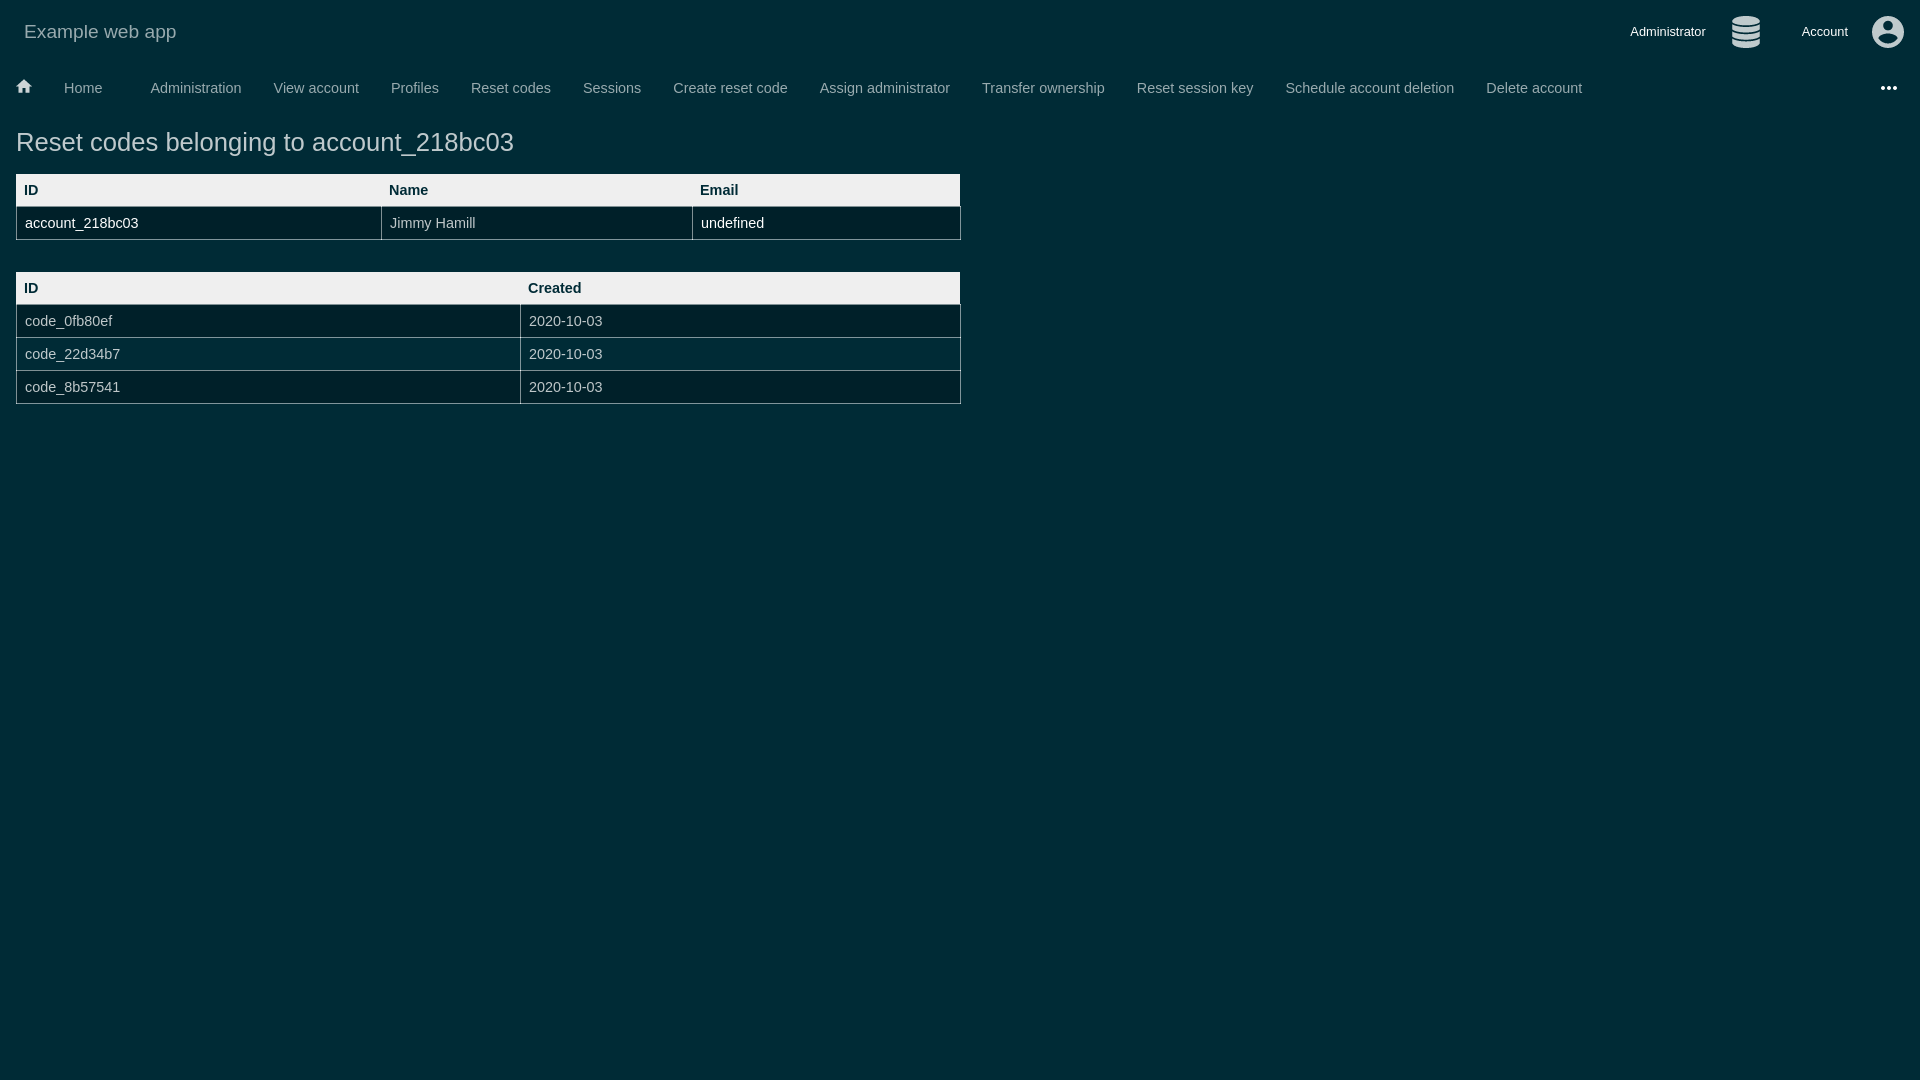 Example web app
Administrator
Account
Home Administration View account Profiles Reset codes Sessions Create reset code Assign administrator Transfer ownership Reset session key Schedule account deletion Delete account
Reset codes belonging to account_218bc03
ID Name Email
account_218bc03 Jimmy Hamill undefined
ID Created
code_0fb80ef 2020-10-03
code_22d34b7 2020-10-03
code_8b57541 2020-10-03